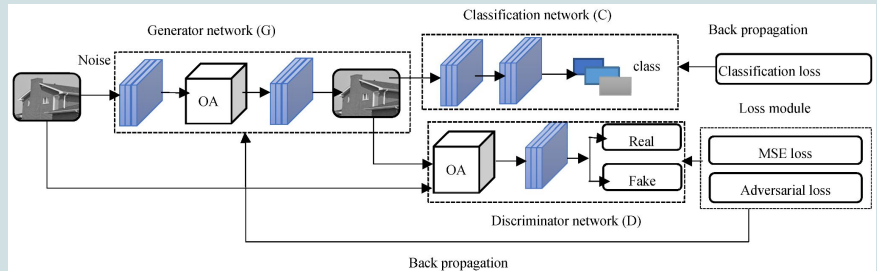 Classification network (C)
Generator network (G)
Back propagation
Noise
OA
class
Classification loss
Loss module
OA
Real
Fake
MSE loss
Adversarial loss
Discriminator network (D)
Back propagation